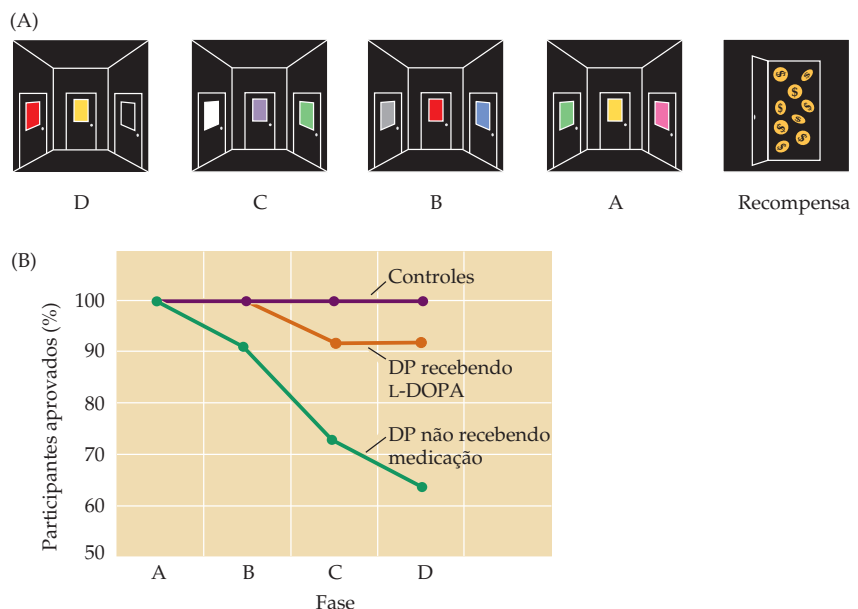 (A)
D
C
B
A
Recompensa
(B)
Participantes aprovados (%)
100
90
80
70
60
50
Controles
DP recebendo
L-DOPA
DP não recebendo
medicação
A
B
C
D
Fase